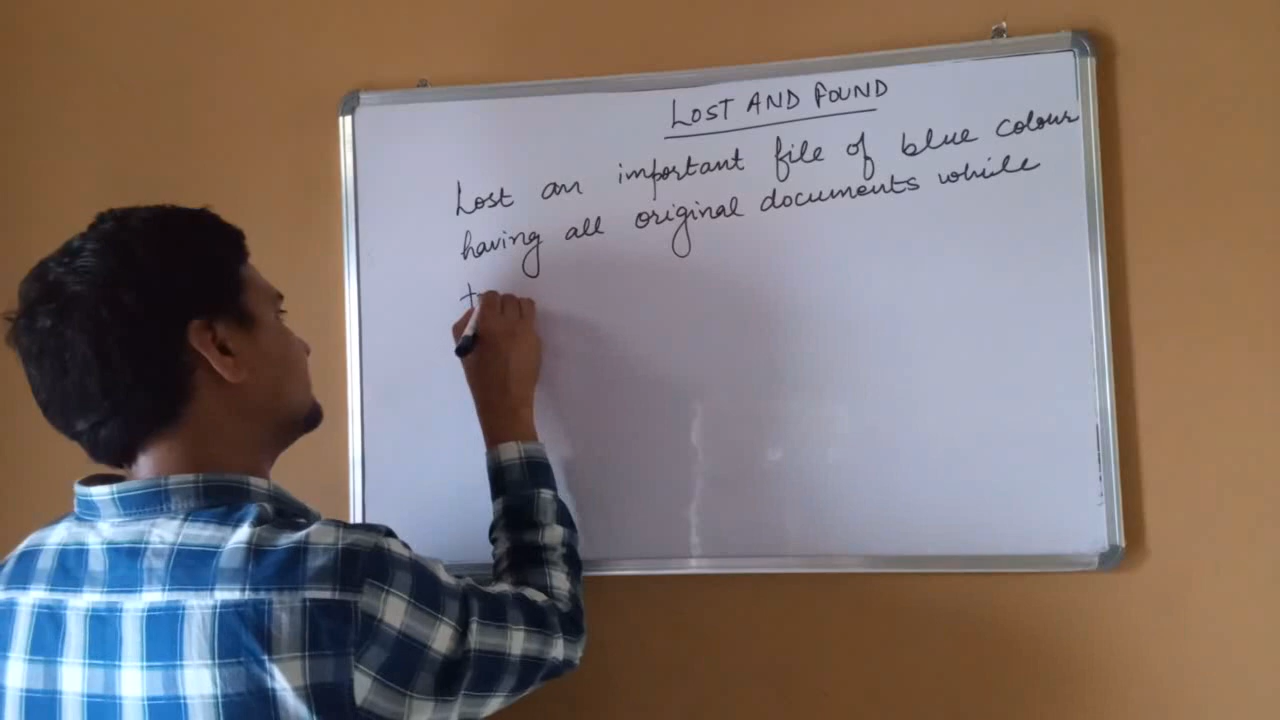 LOST AND FOUND
Lost an important file of blue colour
having all original documents while